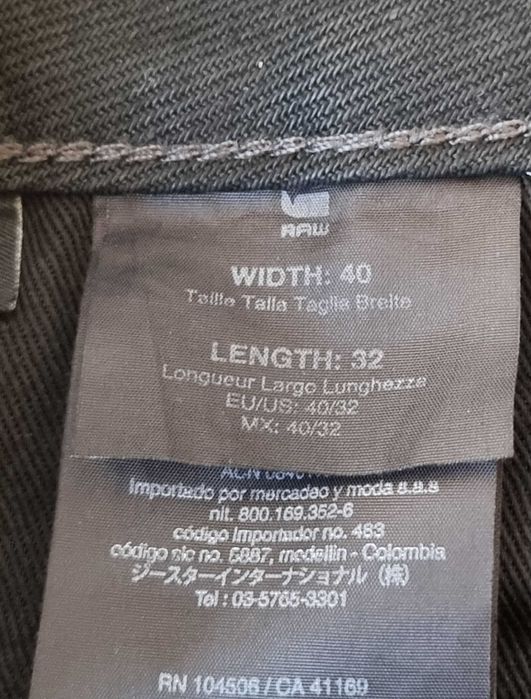 RAW
WIDTH: 40
Taille Talla Taglia Breite
LENGTH: 32
Longueur Largo Lunghezza
EU/US: 40/32
MX: 40/32
Importado por mercadeo y moda s.a.s
nit. 800.169.352-6
código importador no. 483
código sic no. 5887, medellin - Colombia
ジースターインターナショナル (株)
Tel : 03-5765-3301
RN 104506 / CA 41169